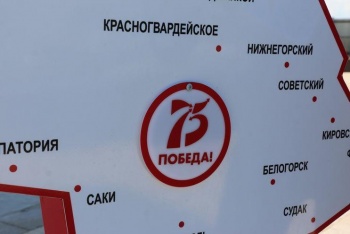 КРАСНОГВАРДЕЙСКОЕ
НИЖНЕГОРСКИЙ
СОВЕТСКИЙ
75
ПОБЕДА!
КИРОВС
ПАТОРИЯ
БЕЛОГОРСК
САКИ
СУДАК